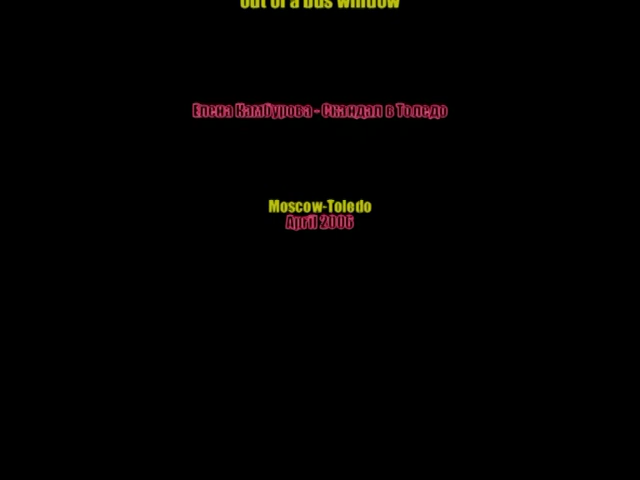 out of a bus window
Елена Камбурова - Скандал в Толедо
Moscow-Toledo
April 2006